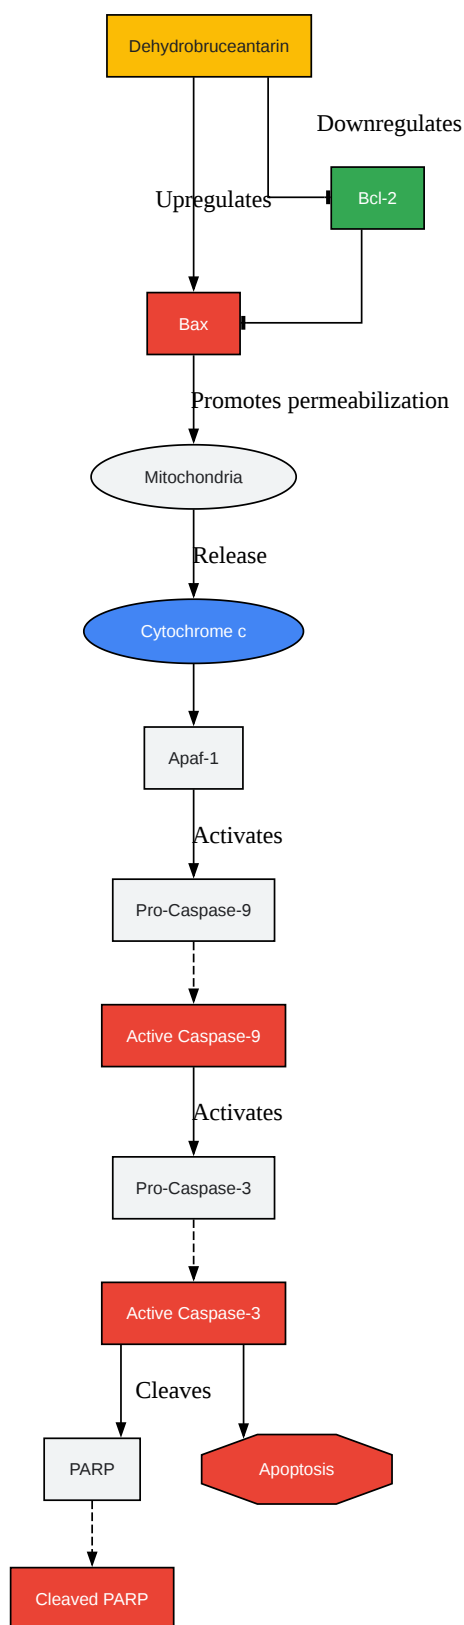 Dehydrobruceantarin
Downregulates
Bcl-2
Upregulates
Bax
Promotes permeabilization
Mitochondria
Release
Cytochrome c
Apaf-1
Activates
Pro-Caspase-9
Active Caspase-9
Activates
Pro-Caspase-3
Active Caspase-3
Cleaves
PARP
Apoptosis
Cleaved PARP